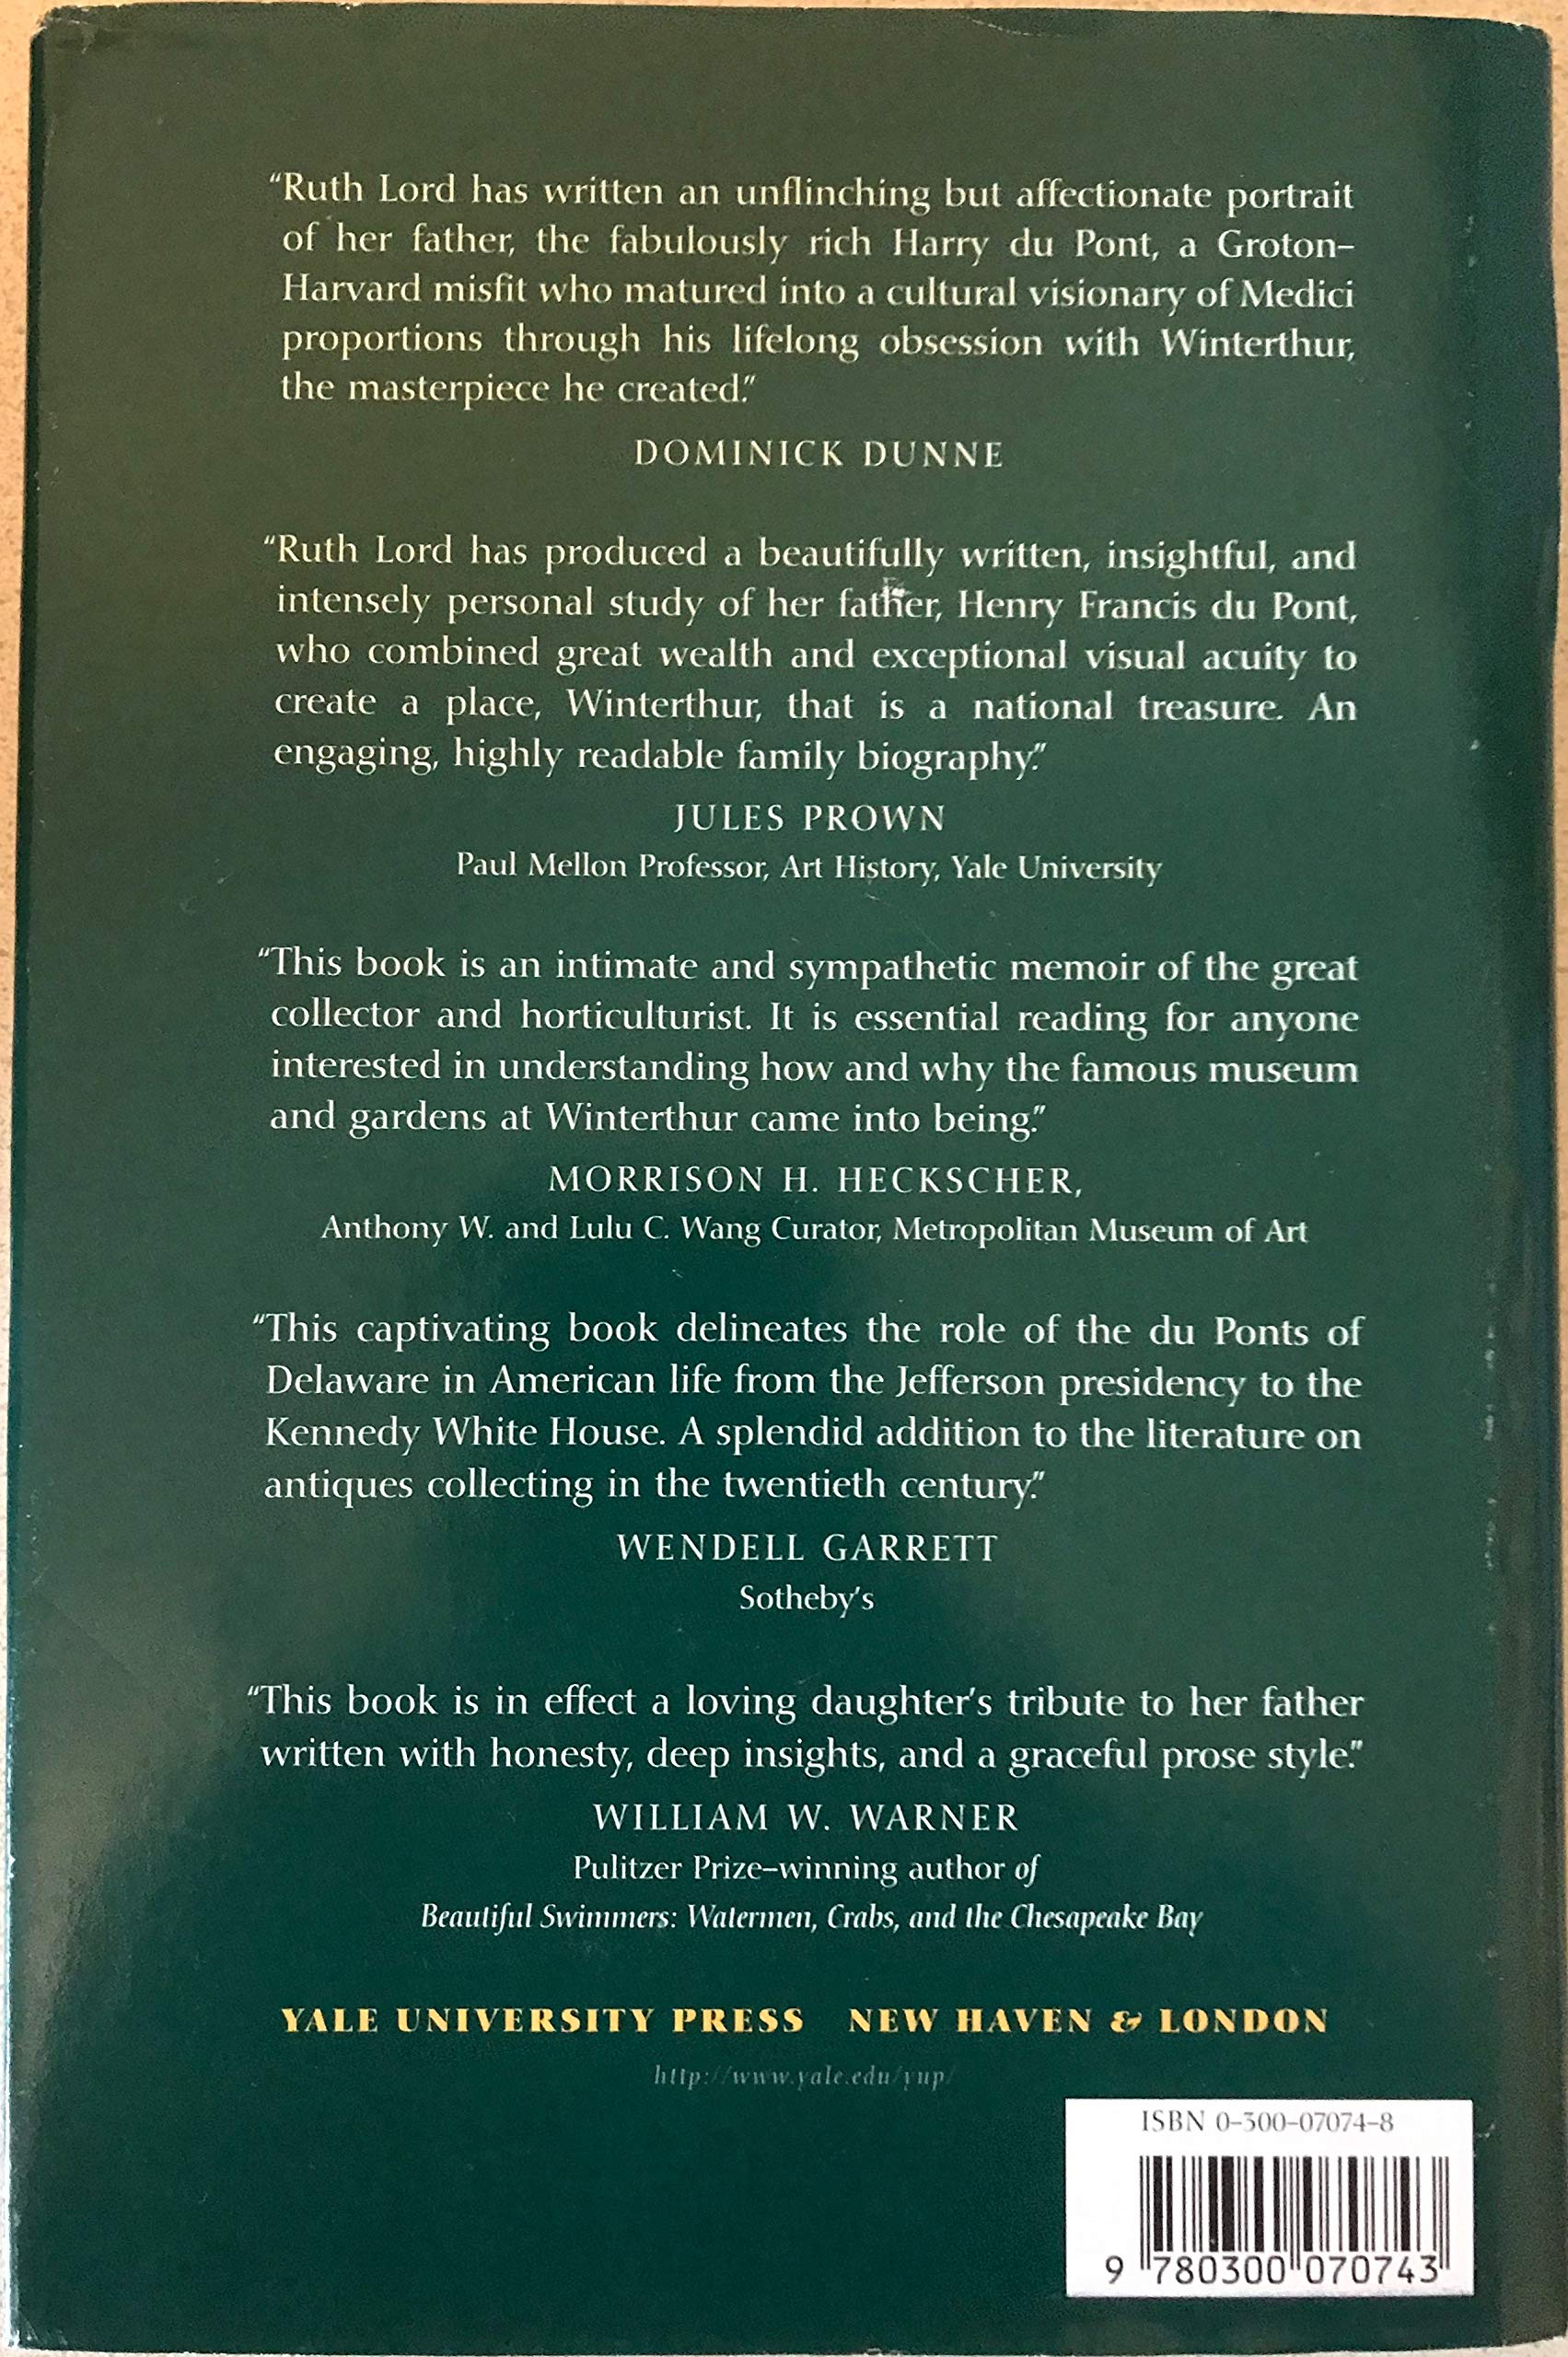 “Ruth Lord has written an unflinching but affectionate portrait
of her father, the fabulously rich Harry du Pont, a Groton–
Harvard misfit who matured into a cultural visionary of Medici
proportions through his lifelong obsession with Winterthur,
the masterpiece he created.”
DOMINICK DUNNE
“Ruth Lord has produced a beautifully written, insightful, and
intensely personal study of her father, Henry Francis du Pont,
who combined great wealth and exceptional visual acuity to
create a place, Winterthur, that is a national treasure. An
engaging, highly readable family biography.”
JULES PROWN
Paul Mellon Professor, Art History, Yale University
“This book is an intimate and sympathetic memoir of the great
collector and horticulturist. It is essential reading for anyone
interested in understanding how and why the famous museum
and gardens at Winterthur came into being.”
MORRISON H. HECKSCHER,
Anthony W. and Lulu C. Wang Curator, Metropolitan Museum of Art
“This captivating book delineates the role of the du Ponts of
Delaware in American life from the Jefferson presidency to the
Kennedy White House. A splendid addition to the literature on
antiques collecting in the twentieth century.”
WENDELL GARRETT
Sotheby’s
“This book is in effect a loving daughter’s tribute to her father
written with honesty, deep insights, and a graceful prose style.”
WILLIAM W. WARNER
Pulitzer Prize–winning author of
Beautiful Swimmers: Watermen, Crabs, and the Chesapeake Bay
YALE UNIVERSITY PRESS NEW HAVEN & LONDON
http://www.yale.edu/yup/
ISBN 0–300–07074–8
9 780300 070743